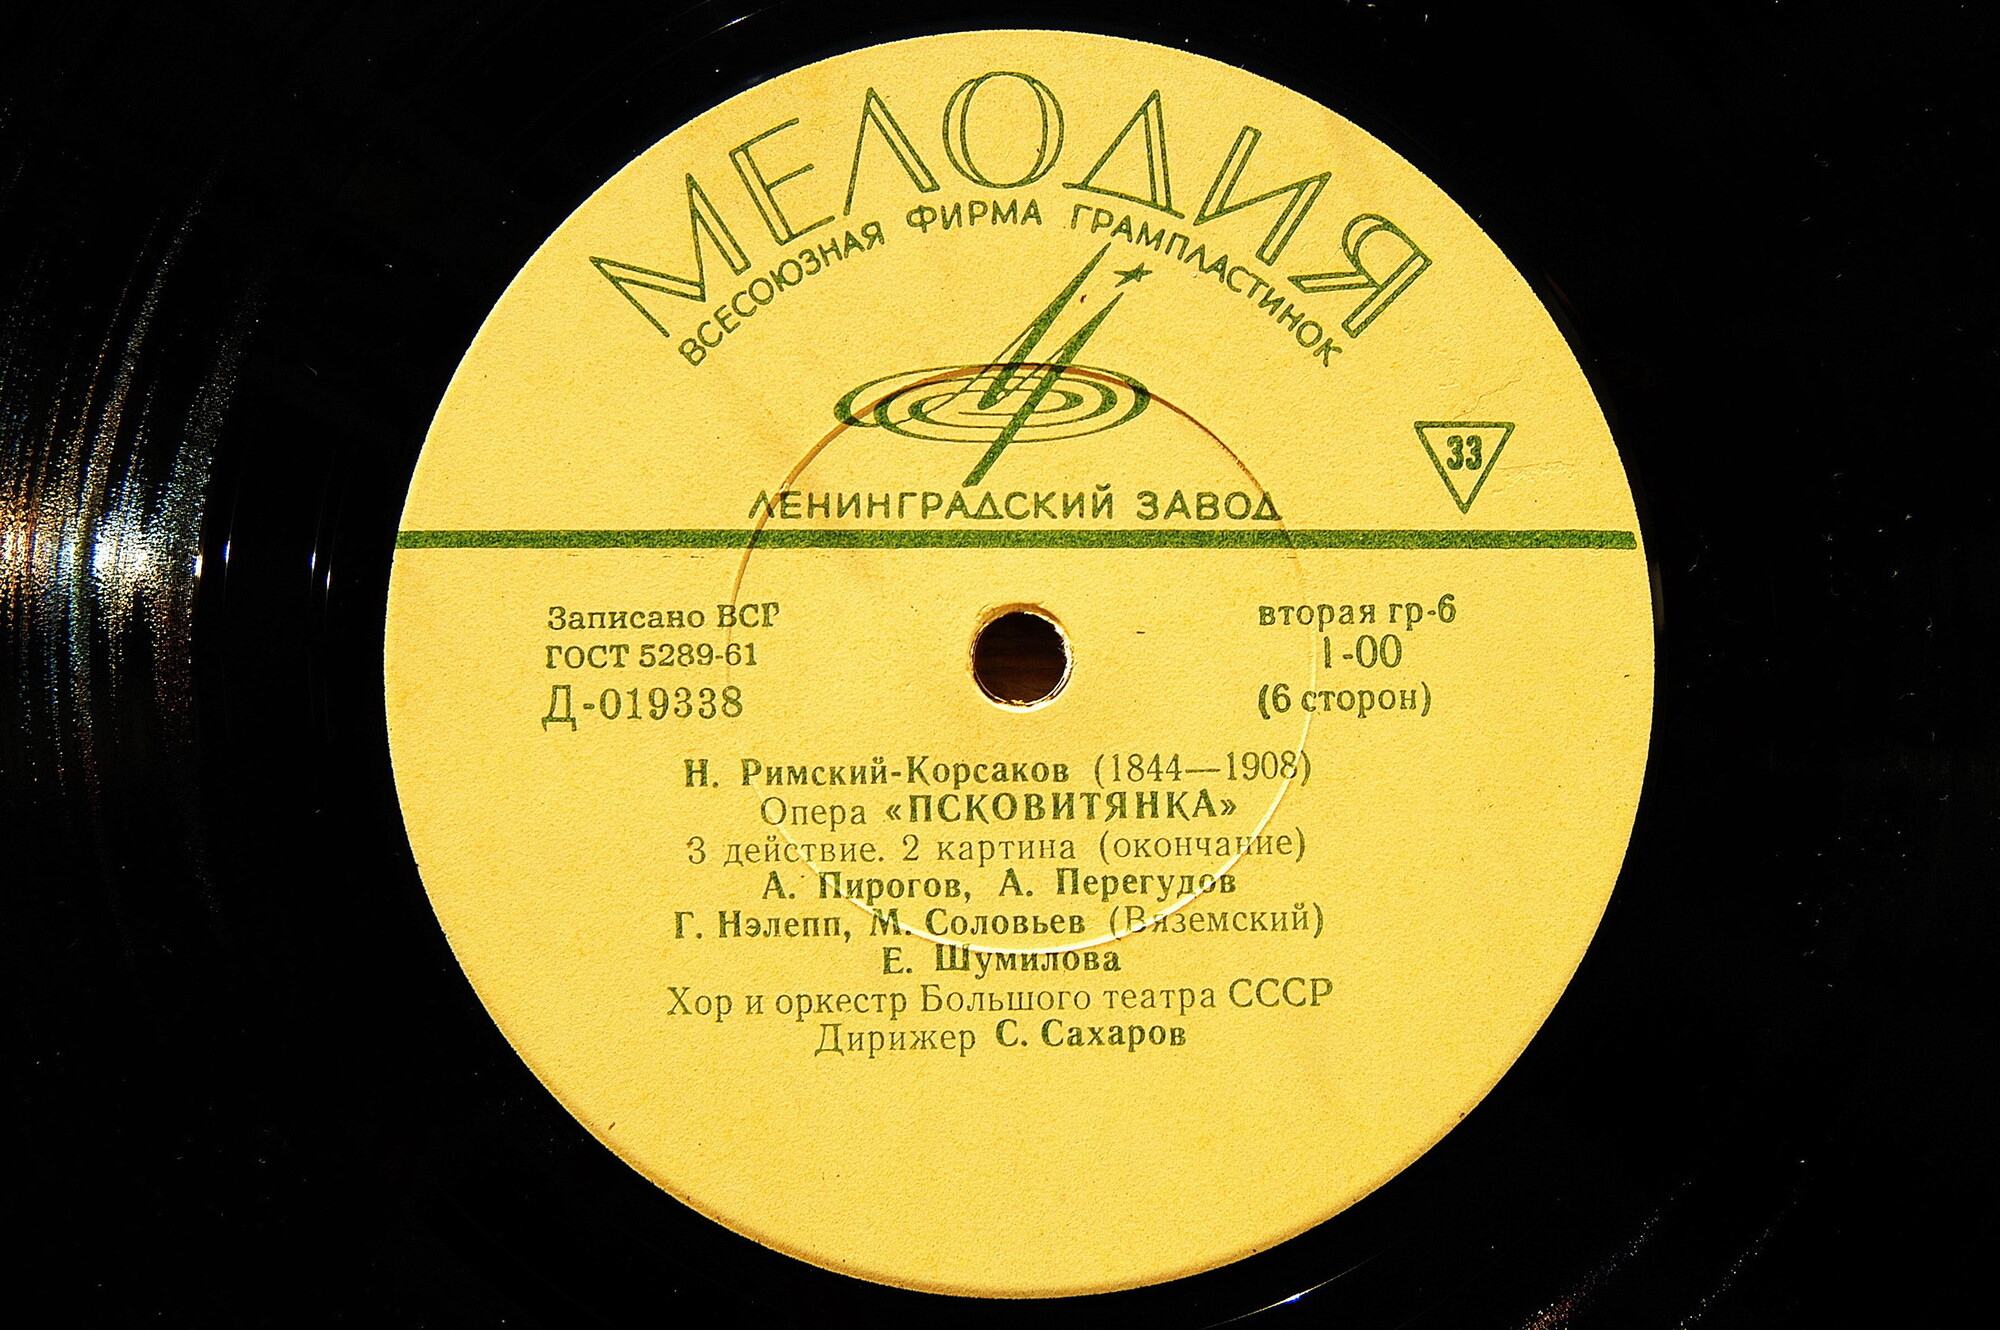 МЕЛОДИЯ
ВСЕСОЮЗНАЯ ФИРМА ГРАМПЛАСТИНОК
33
ЛЕНИНГРАДСКИЙ ЗАВОД
Записано ВСГ
ГОСТ 5289-61
Д-019338
вторая гр-6
1-00
(6 сторон)
Н. Римский-Корсаков (1844—1908)
Опера «ПСКОВИТЯНКА»
3 действие. 2 картина (окончание)
А. Пирогов, А. Перегудов
Г. Нэлепп, М. Соловьев (Вяземский)
Е. Шумилова
Хор и оркестр Большого театра СССР
Дирижер С. Сахаров